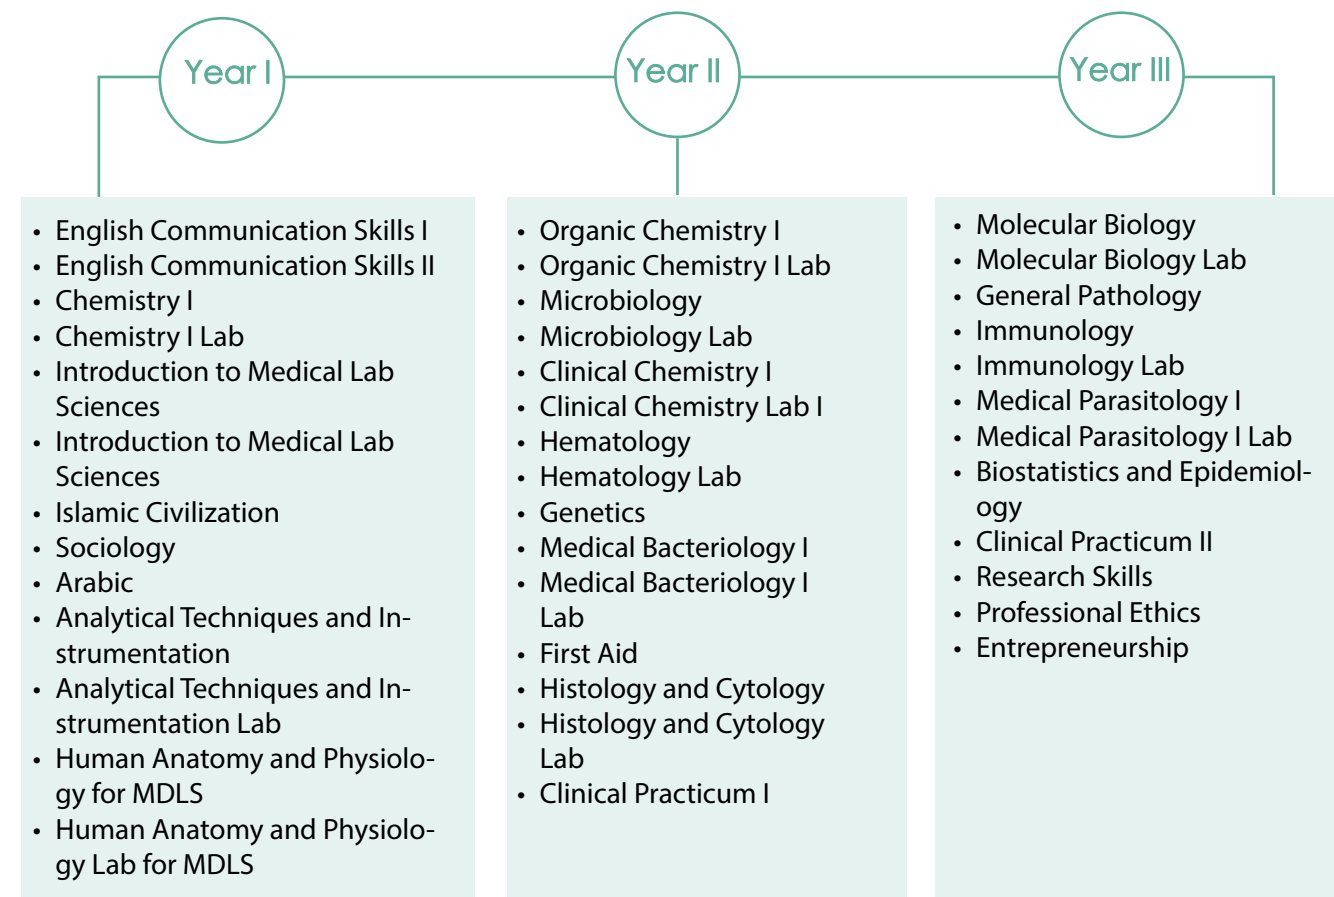 Year I
Year II
Year III
• English Communication Skills I
• English Communication Skills II
• Chemistry I
• Chemistry I Lab
• Introduction to Medical Lab
Sciences
• Introduction to Medical Lab
Sciences
• Islamic Civilization
• Sociology
• Arabic
• Analytical Techniques and In-
strumentation
• Analytical Techniques and In-
strumentation Lab
• Human Anatomy and Physiolo-
gy for MDLS
• Human Anatomy and Physiolo-
gy Lab for MDLS
• Organic Chemistry I
• Organic Chemistry I Lab
• Microbiology
• Microbiology Lab
• Clinical Chemistry I
• Clinical Chemistry Lab I
• Hematology
• Hematology Lab
• Genetics
• Medical Bacteriology I
• Medical Bacteriology I
Lab
• First Aid
• Histology and Cytology
• Histology and Cytology
Lab
• Clinical Practicum I
• Molecular Biology
• Molecular Biology Lab
• General Pathology
• Immunology
• Immunology Lab
• Medical Parasitology I
• Medical Parasitology I Lab
• Biostatistics and Epidemiol-
ogy
• Clinical Practicum II
• Research Skills
• Professional Ethics
• Entrepreneurship